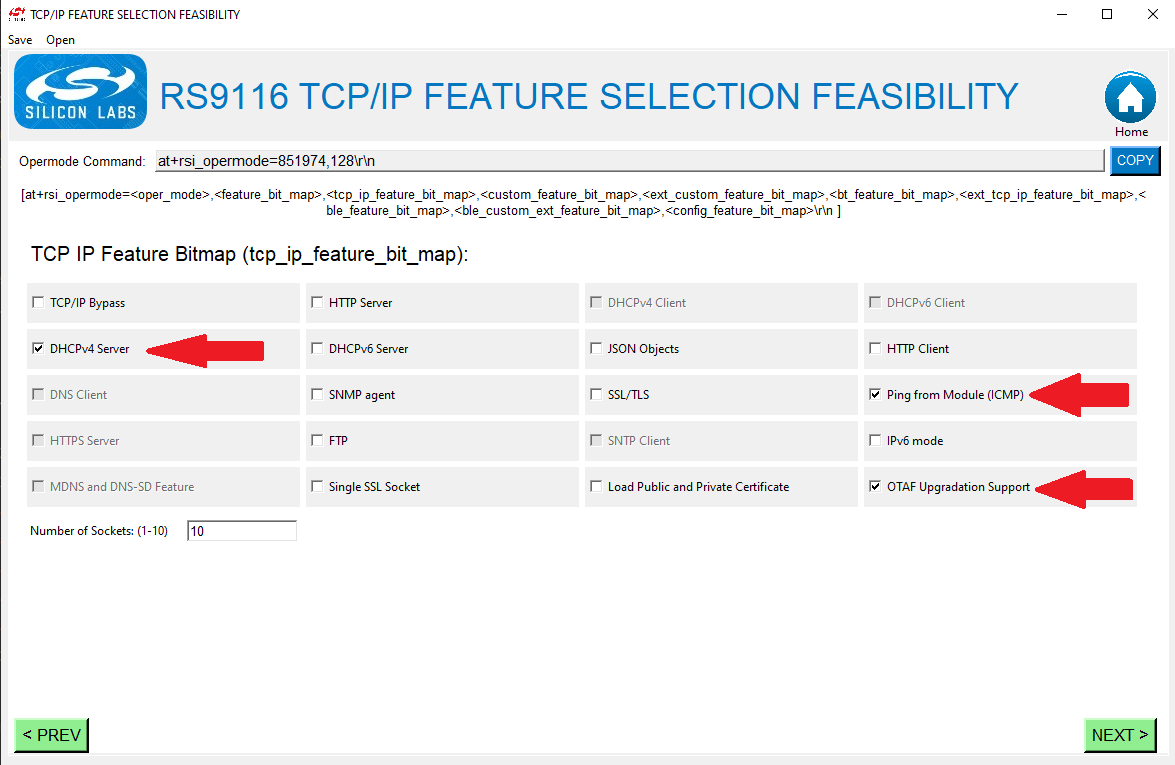 TCP/IP FEATURE SELECTION FEASIBILITY
Save Open
SILICON LABS
RS9116 TCP/IP FEATURE SELECTION FEASIBILITY
Home
Opermode Command: at+rsi_opermode=851974,128\r\n COPY
[at+rsi_opermode=<oper_mode>,<feature_bit_map>,<tcp_ip_feature_bit_map>,<custom_feature_bit_map>,<ext_custom_feature_bit_map>,<bt_feature_bit_map>,<ext_tcp_ip_feature_bit_map>,<
ble_feature_bit_map>,<ble_custom_ext_feature_bit_map>,<config_feature_bit_map>\r\n ]
TCP IP Feature Bitmap (tcp_ip_feature_bit_map):
TCP/IP Bypass HTTP Server DHCPv4 Client DHCPv6 Client
DHCPv4 Server DHCPv6 Server JSON Objects HTTP Client
DNS Client SNMP agent SSL/TLS Ping from Module (ICMP)
HTTPS Server FTP SNTP Client IPv6 mode
MDNS and DNS-SD Feature Single SSL Socket Load Public and Private Certificate OTAF Upgradation Support
Number of Sockets: (1-10) 10
< PREV NEXT >